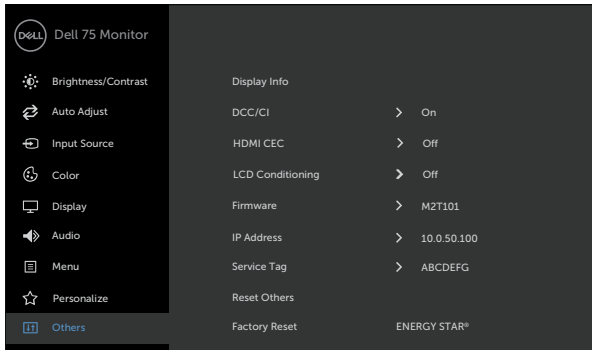 DELL Dell 75 Monitor
Brightness/Contrast Display Info
Auto Adjust DCC/CI On
Input Source HDMI CEC Off
Color LCD Conditioning Off
Display Firmware M2T101
Audio IP Address 10.0.50.100
Menu Service Tag ABCDEFG
Personalize Reset Others
Others Factory Reset ENERGY STAR®